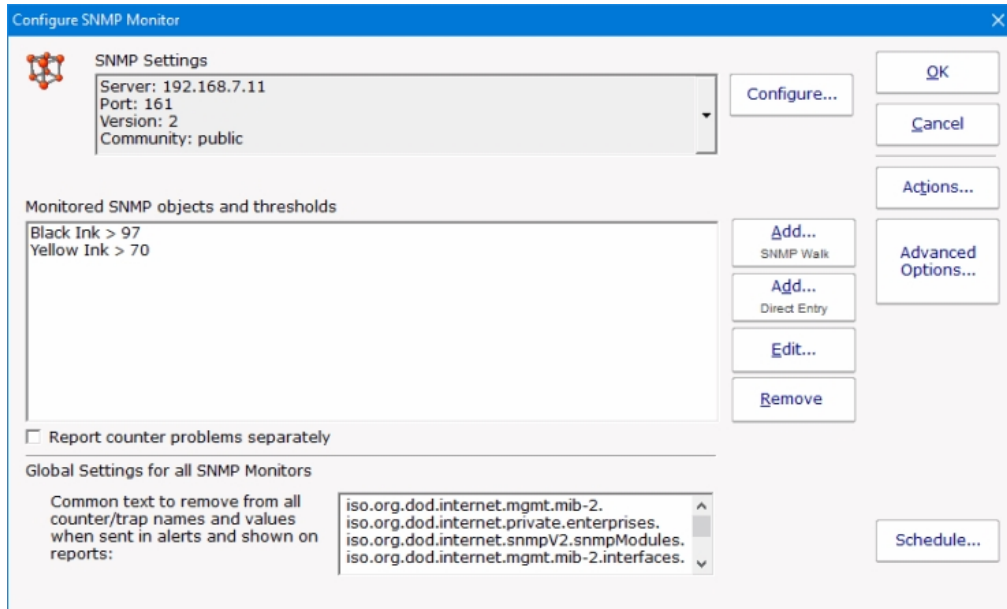 Configure SNMP Monitor
SNMP Settings
Server: 192.168.7.11
Port: 161
Version: 2
Community: public
Configure...
OK
Cancel
Actions...
Advanced
Options...
Monitored SNMP objects and thresholds
Black Ink > 97
Yellow Ink > 70
Add...
SNMP Walk
Add...
Direct Entry
Edit...
Remove
Report counter problems separately
Global Settings for all SNMP Monitors
Common text to remove from all
counter/trap names and values
when sent in alerts and shown on
reports:
iso.org.dod.internet.mgmt.mib-2.
iso.org.dod.internet.private.enterprises.
iso.org.dod.internet.snmpV2.snmpModules.
iso.org.dod.internet.mgmt.mib-2.interfaces.
Schedule...